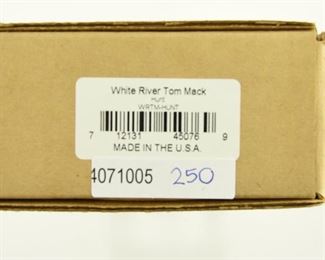 White River Tom Mack
Hunt
WRTM-HUNT
7 12131 45076 9
MADE IN THE U.S.A.
4071005 250